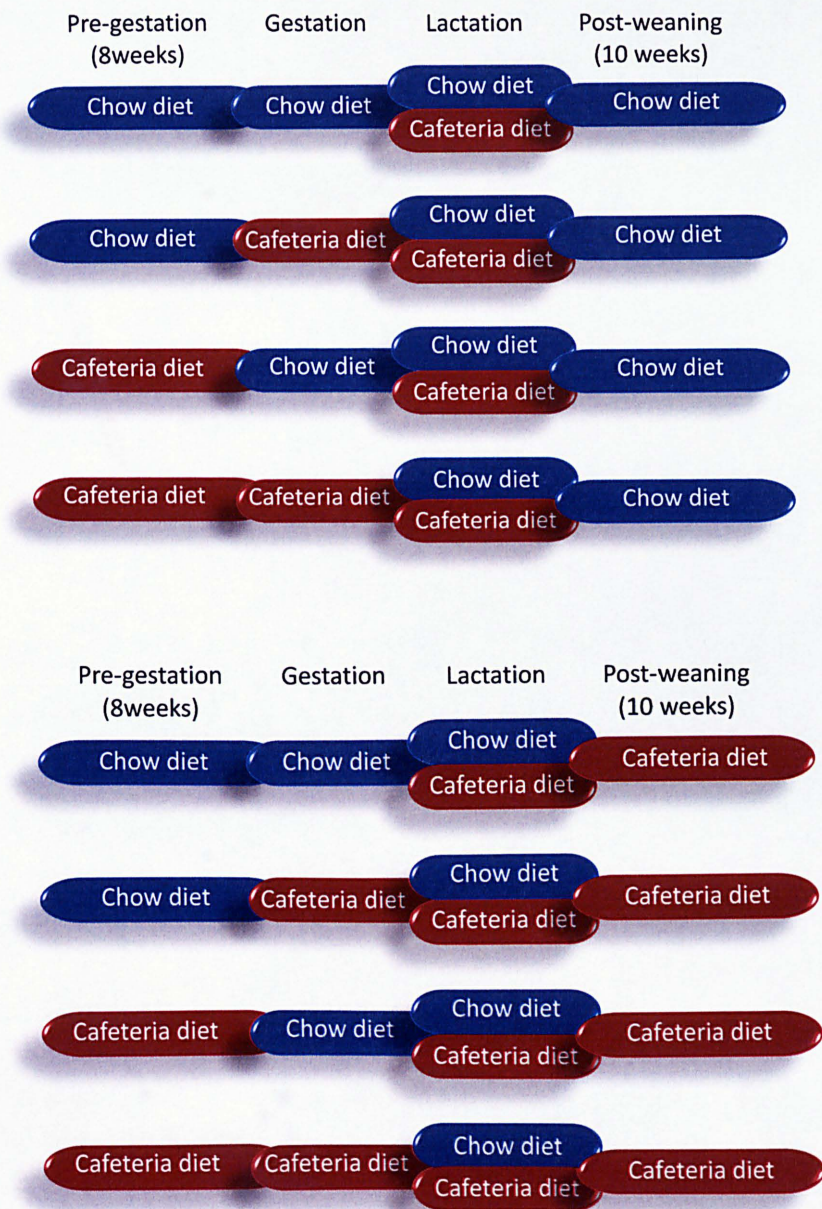 Pre-gestation Gestation Lactation Post-weaning
(8weeks) (10 weeks)
Chow diet Chow diet Chow diet Chow diet
Cafeteria diet
Chow diet Cafeteria diet Chow diet Chow diet
Cafeteria diet
Cafeteria diet Chow diet Chow diet Chow diet
Cafeteria diet
Cafeteria diet Cafeteria diet Chow diet Chow diet
Cafeteria diet
Pre-gestation Gestation Lactation Post-weaning
(8weeks) (10 weeks)
Chow diet Chow diet Chow diet Cafeteria diet
Cafeteria diet
Chow diet Cafeteria diet Chow diet Cafeteria diet
Cafeteria diet
Cafeteria diet Chow diet Chow diet Cafeteria diet
Cafeteria diet
Cafeteria diet Cafeteria diet Chow diet Cafeteria diet
Cafeteria diet